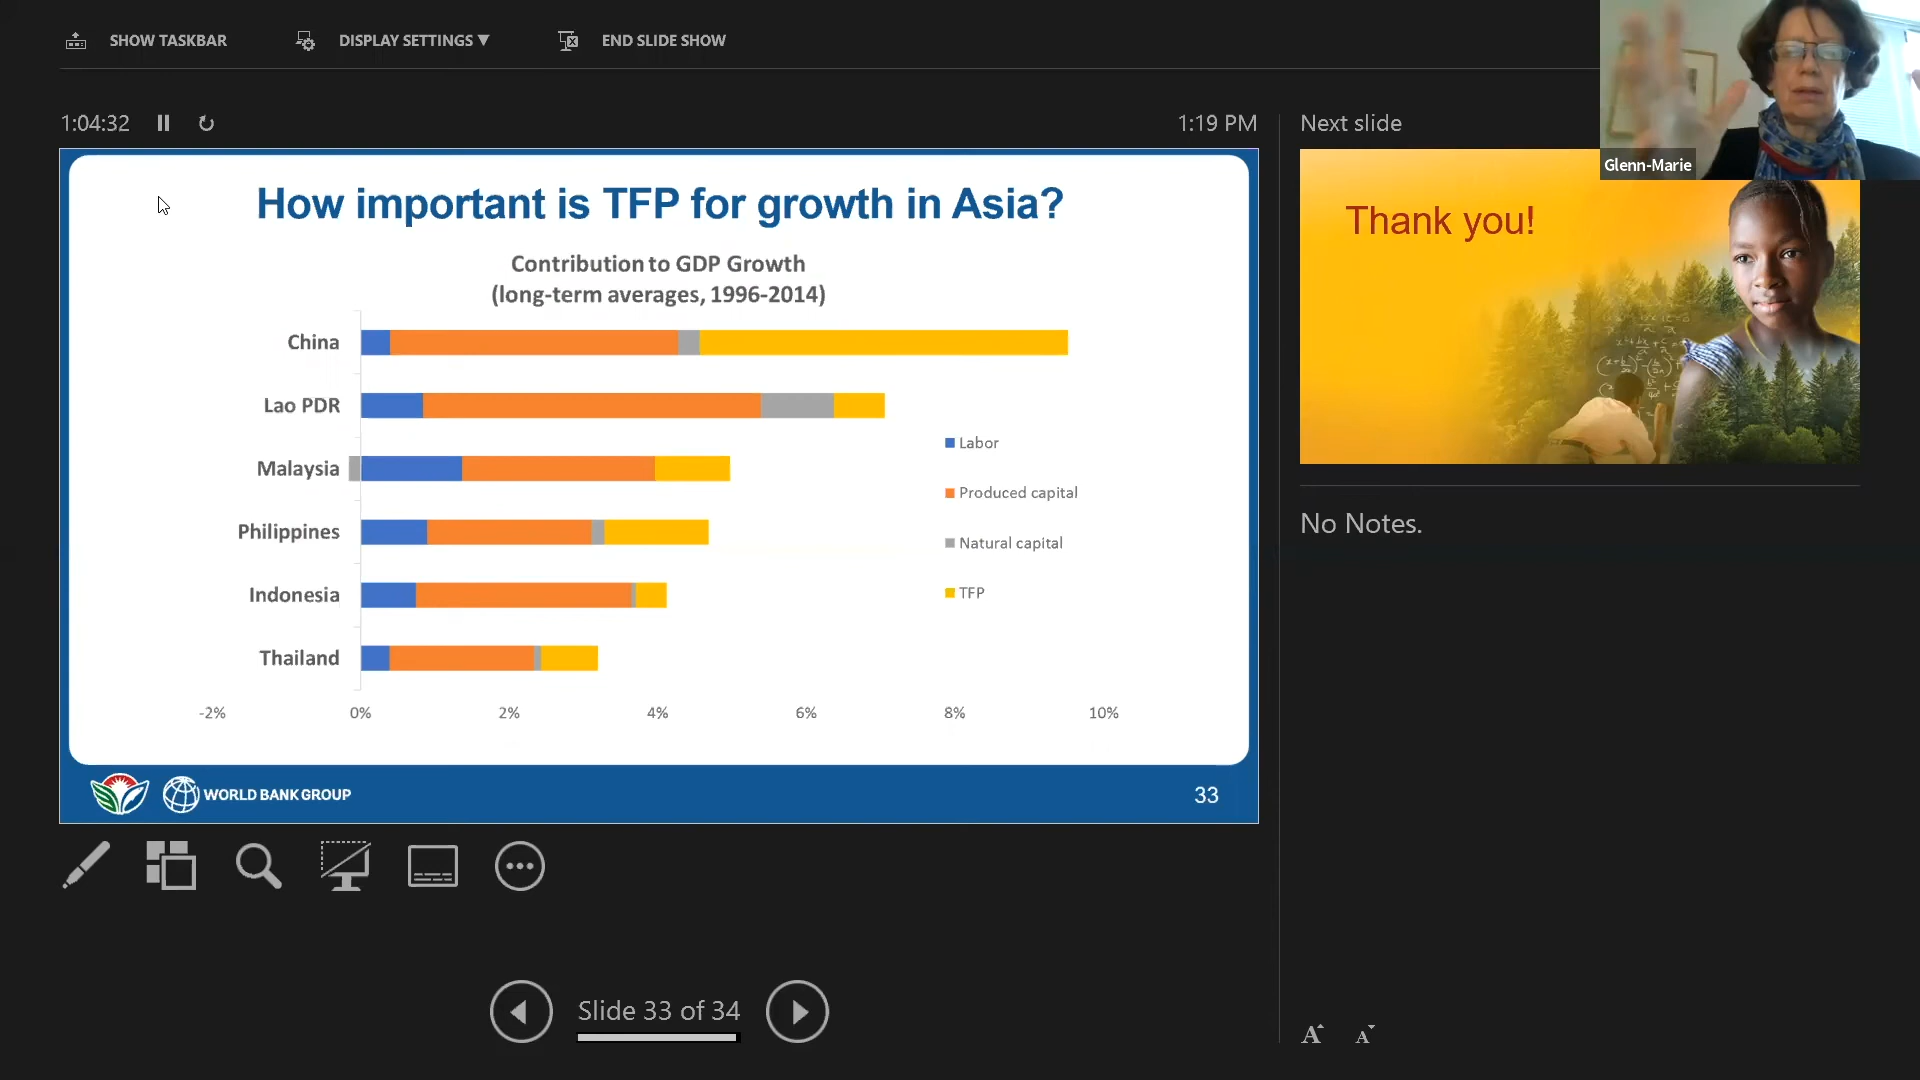 SHOW TASKBAR
DISPLAY SETTINGS ▼
END SLIDE SHOW
Glenn-Marie
1:04:32
1:19 PM
Next slide
How important is TFP for growth in Asia?
Contribution to GDP Growth
(long-term averages, 1996-2014)
China
Lao PDR
Malaysia
Philippines
Indonesia
Thailand
-2%
0%
2%
4%
6%
8%
10%
Labor
Produced capital
Natural capital
TFP
WORLD BANK GROUP
33
Thank you!
No Notes.
Slide 33 of 34
A
A